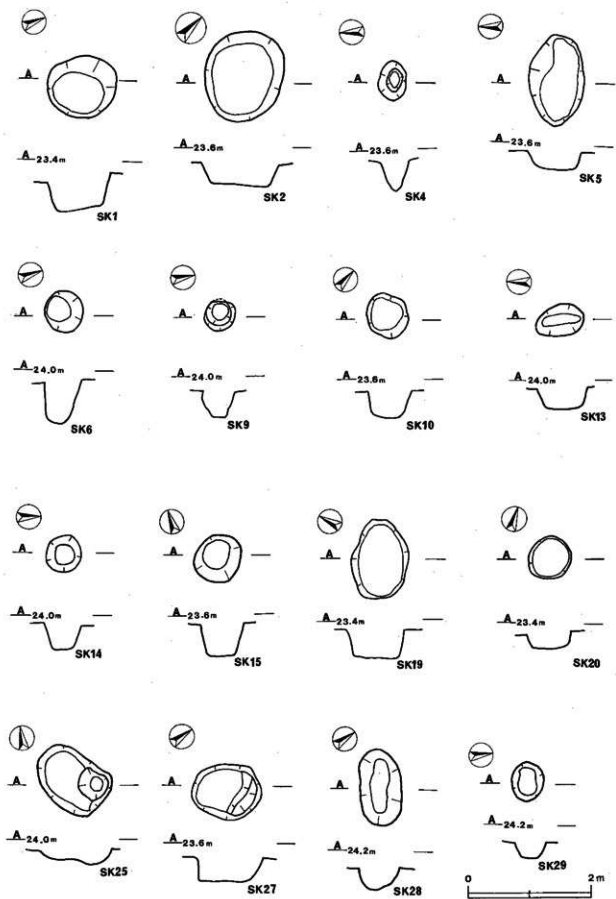 A A A A
A 23.4m A 23.6m A 23.6m A 23.6m
SK1 SK2 SK4 SK5
A A A A
A 24.0m A 24.0m A 23.6m A 24.0m
SK6 SK9 SK10 SK13
A A A A
A 24.0m A 23.6m A 23.4m A 23.4m
SK14 SK15 SK19 SK20
A A A A
A 24.0m A 23.6m A 24.2m A 24.2m
SK25 SK27 SK28 SK29
0 2m